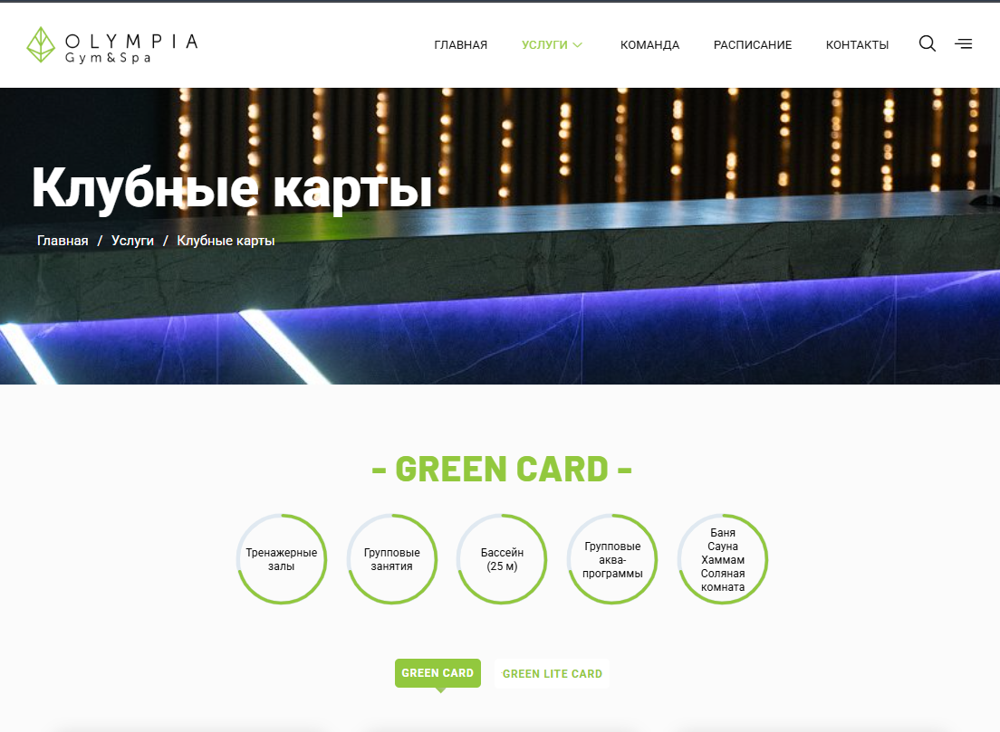 OLYMPIA
Gym&Spa
ГЛАВНАЯ
УСЛУГИ
КОМАНДА
РАСПИСАНИЕ
КОНТАКТЫ
Клубные карты
Главная / Услуги / Клубные карты
- GREEN CARD -
Тренажерные
залы
Групповые
занятия
Бассейн
(25 м)
Групповые
аква-
программы
Баня
Сауна
Хаммам
Соляная
комната
GREEN CARD
GREEN LITE CARD